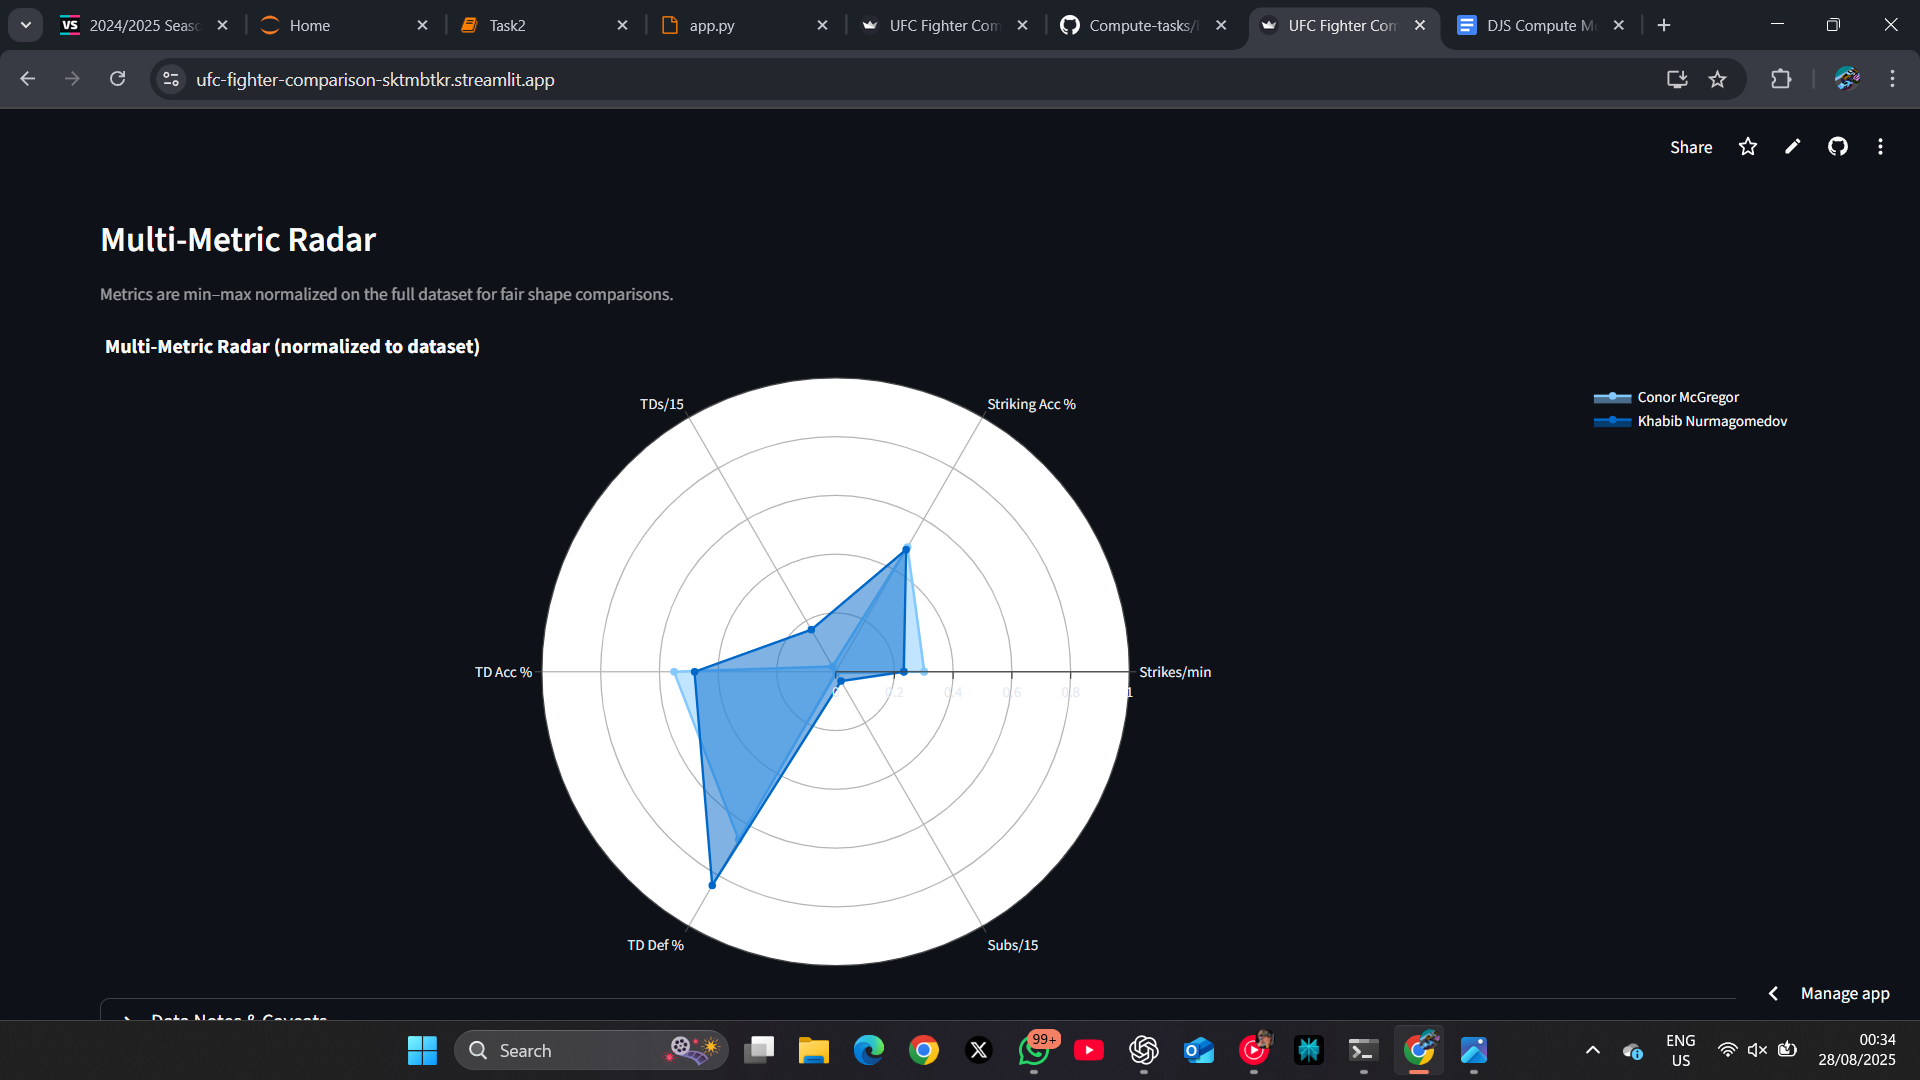 2024/2025 Seas
Home
Task2
app.py
UFC Fighter Com
Compute-tasks/
UFC Fighter Com
DJS Compute M
ufc-fighter-comparison-sktmbtkr.streamlit.app
Share
Multi-Metric Radar
Metrics are min–max normalized on the full dataset for fair shape comparisons.
Multi-Metric Radar (normalized to dataset)
TDs/15
Striking Acc %
Conor McGregor
Khabib Nurmagomedov
TD Acc %
Strikes/min
0 0.2 0.4 0.6 0.8 1
TD Def %
Subs/15
Manage app
Data Notes & Caveats
Search
99+
ENG
US
00:34
28/08/2025